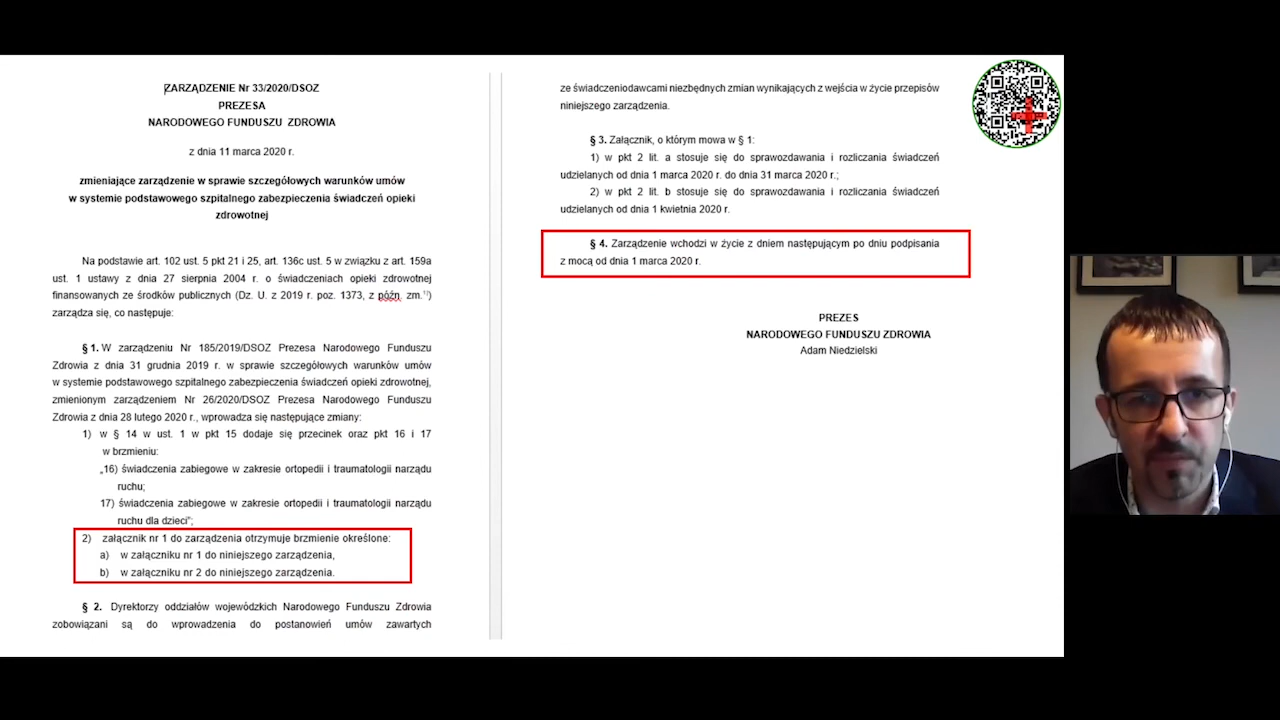 ZARZĄDZENIE Nr 33/2020/DSOZ
PREZESA
NARODOWEGO FUNDUSZU ZDROWIA
z dnia 11 marca 2020 r.
zmieniające zarządzenie w sprawie szczegółowych warunków umów
w systemie podstawowego szpitalnego zabezpieczenia świadczeń opieki
zdrowotnej
Na podstawie art. 102 ust. 5 pkt 21 i 25, art. 136c ust. 5 w związku z art. 159a
ust. 1 ustawy z dnia 27 sierpnia 2004 r. o świadczeniach opieki zdrowotnej
finansowanych ze środków publicznych (Dz. U. z 2019 r. poz. 1373, z późn. zm.¹⁾)
zarządza się, co następuje:
§ 1. W zarządzeniu Nr 185/2019/DSOZ Prezesa Narodowego Funduszu
Zdrowia z dnia 31 grudnia 2019 r. w sprawie szczegółowych warunków umów
w systemie podstawowego szpitalnego zabezpieczenia świadczeń opieki zdrowotnej,
zmienionym zarządzeniem Nr 26/2020/DSOZ Prezesa Narodowego Funduszu
Zdrowia z dnia 28 lutego 2020 r., wprowadza się następujące zmiany:
1) w § 14 w ust. 1 w pkt 15 dodaje się przecinek oraz pkt 16 i 17
w brzmieniu:
„16) świadczenia zabiegowe w zakresie ortopedii i traumatologii narządu
ruchu;
17) świadczenia zabiegowe w zakresie ortopedii i traumatologii narządu
ruchu dla dzieci”;
2) załącznik nr 1 do zarządzenia otrzymuje brzmienie określone:
a) w załączniku nr 1 do niniejszego zarządzenia,
b) w załączniku nr 2 do niniejszego zarządzenia.
§ 2. Dyrektorzy oddziałów wojewódzkich Narodowego Funduszu Zdrowia
zobowiązani są do wprowadzenia do postanowień umów zawartych
ze świadczeniodawcami niezbędnych zmian wynikających z wejścia w życie przepisów
niniejszego zarządzenia.
§ 3. Załącznik, o którym mowa w § 1:
1) w pkt 2 lit. a stosuje się do sprawozdawania i rozliczania świadczeń
udzielanych od dnia 1 marca 2020 r. do dnia 31 marca 2020 r.;
2) w pkt 2 lit. b stosuje się do sprawozdawania i rozliczania świadczeń
udzielanych od dnia 1 kwietnia 2020 r.
§ 4. Zarządzenie wchodzi w życie z dniem następującym po dniu podpisania
z mocą od dnia 1 marca 2020 r.
PREZES
NARODOWEGO FUNDUSZU ZDROWIA
Adam Niedzielski